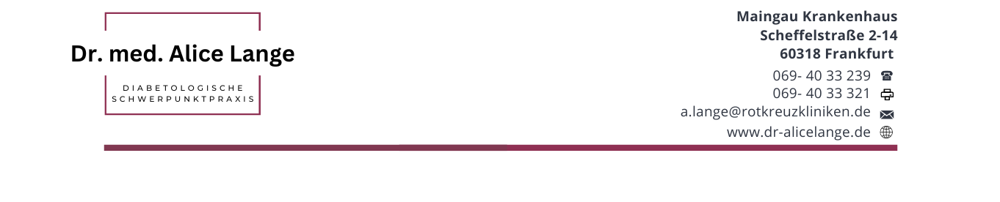 Dr. med. Alice Lange
DIABETOLOGISCHE
SCHWERPUNKTPRAXIS
Maingau Krankenhaus
Scheffelstraße 2-14
60318 Frankfurt
069- 40 33 239
069- 40 33 321
a.lange@rotkreuzkliniken.de
www.dr-alicelange.de